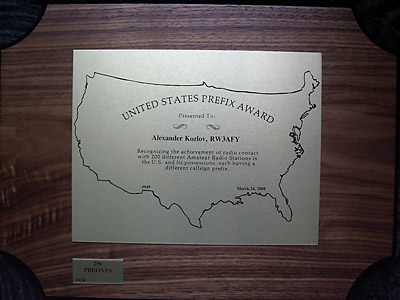 UNITED STATES PREFIX AWARD
Presented To:
Alexander Kozlov, RW3AFY
Recognizing the achievement of radio contact
with 200 different Amateur Radio Stations in
the U.S. and its possessions, each having a
different callsign prefix.
March 24, 2008
250
PREFIXES